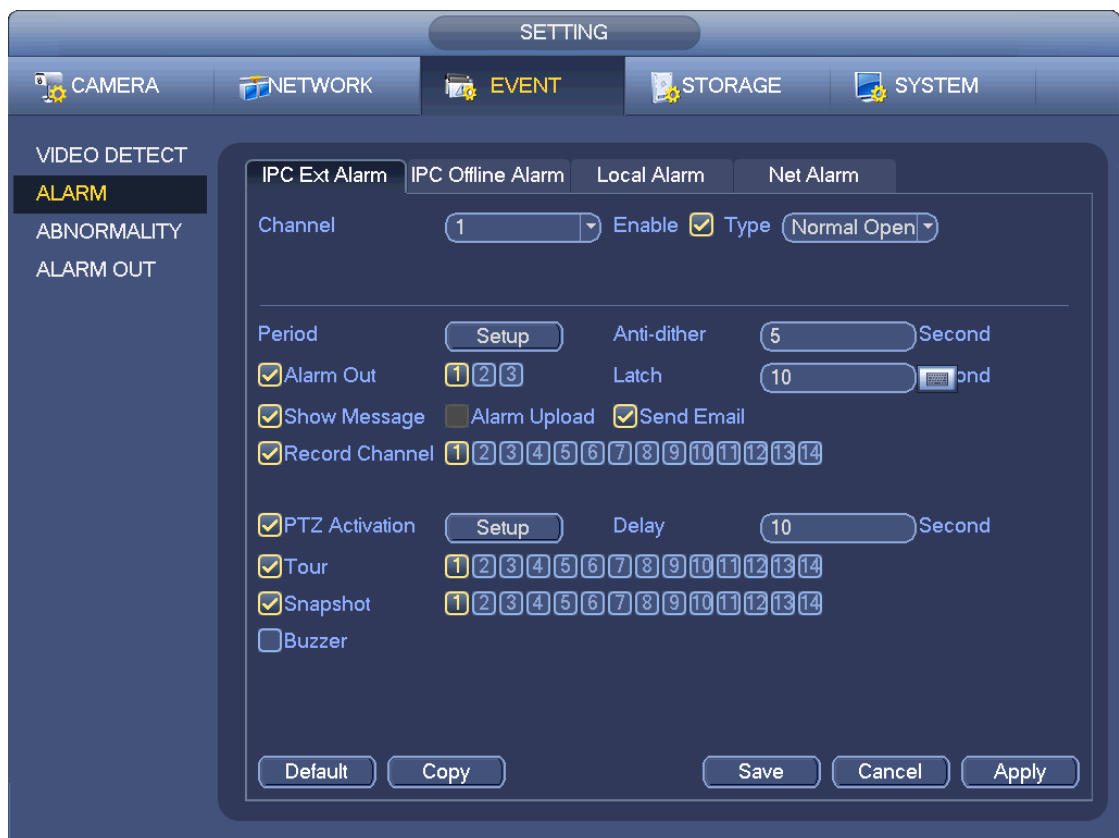 SETTING
CAMERA NETWORK EVENT STORAGE SYSTEM
VIDEO DETECT
ALARM
ABNORMALITY
ALARM OUT
IPC Ext Alarm IPC Offline Alarm Local Alarm Net Alarm
Channel 1 Enable Type Normal Open
Period Setup Anti-dither 5 Second
Alarm Out 1 2 3 Latch 10 ond
Show Message Alarm Upload Send Email
Record Channel 1 2 3 4 5 6 7 8 9 10 11 12 13 14
PTZ Activation Setup Delay 10 Second
Tour 1 2 3 4 5 6 7 8 9 10 11 12 13 14
Snapshot 1 2 3 4 5 6 7 8 9 10 11 12 13 14
Buzzer
Default Copy Save Cancel Apply